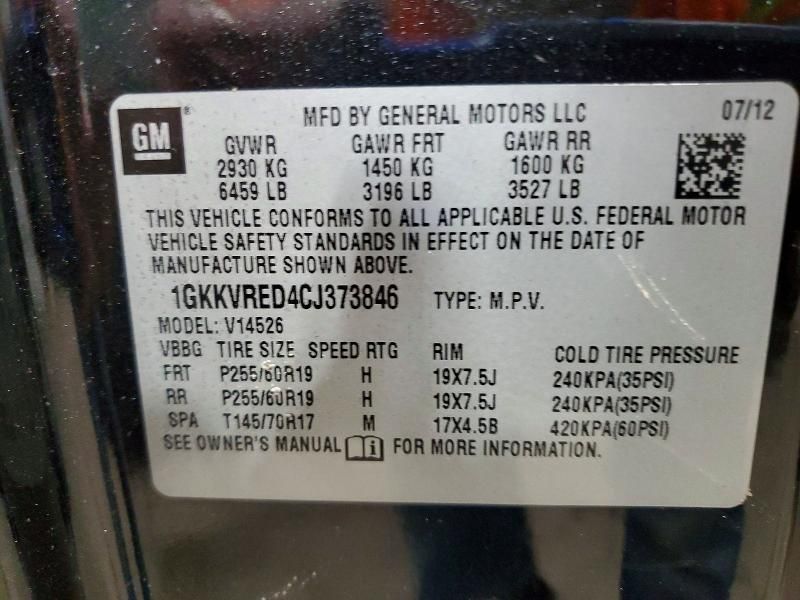 MFD BY GENERAL MOTORS LLC 07/12
GM ®
GVWR GAWR FRT GAWR RR
2930 KG 1450 KG 1600 KG
6459 LB 3196 LB 3527 LB
THIS VEHICLE CONFORMS TO ALL APPLICABLE U.S. FEDERAL MOTOR
VEHICLE SAFETY STANDARDS IN EFFECT ON THE DATE OF
MANUFACTURE SHOWN ABOVE.
1GKKVRED4CJ373846 TYPE: M.P.V.
MODEL: V14526
VBBG TIRE SIZE SPEED RTG RIM COLD TIRE PRESSURE
FRT P255/60R19 H 19X7.5J 240KPA(35PSI)
RR P255/60R19 H 19X7.5J 240KPA(35PSI)
SPA T145/70R17 M 17X4.5B 420KPA(60PSI)
SEE OWNER'S MANUAL i FOR MORE INFORMATION.